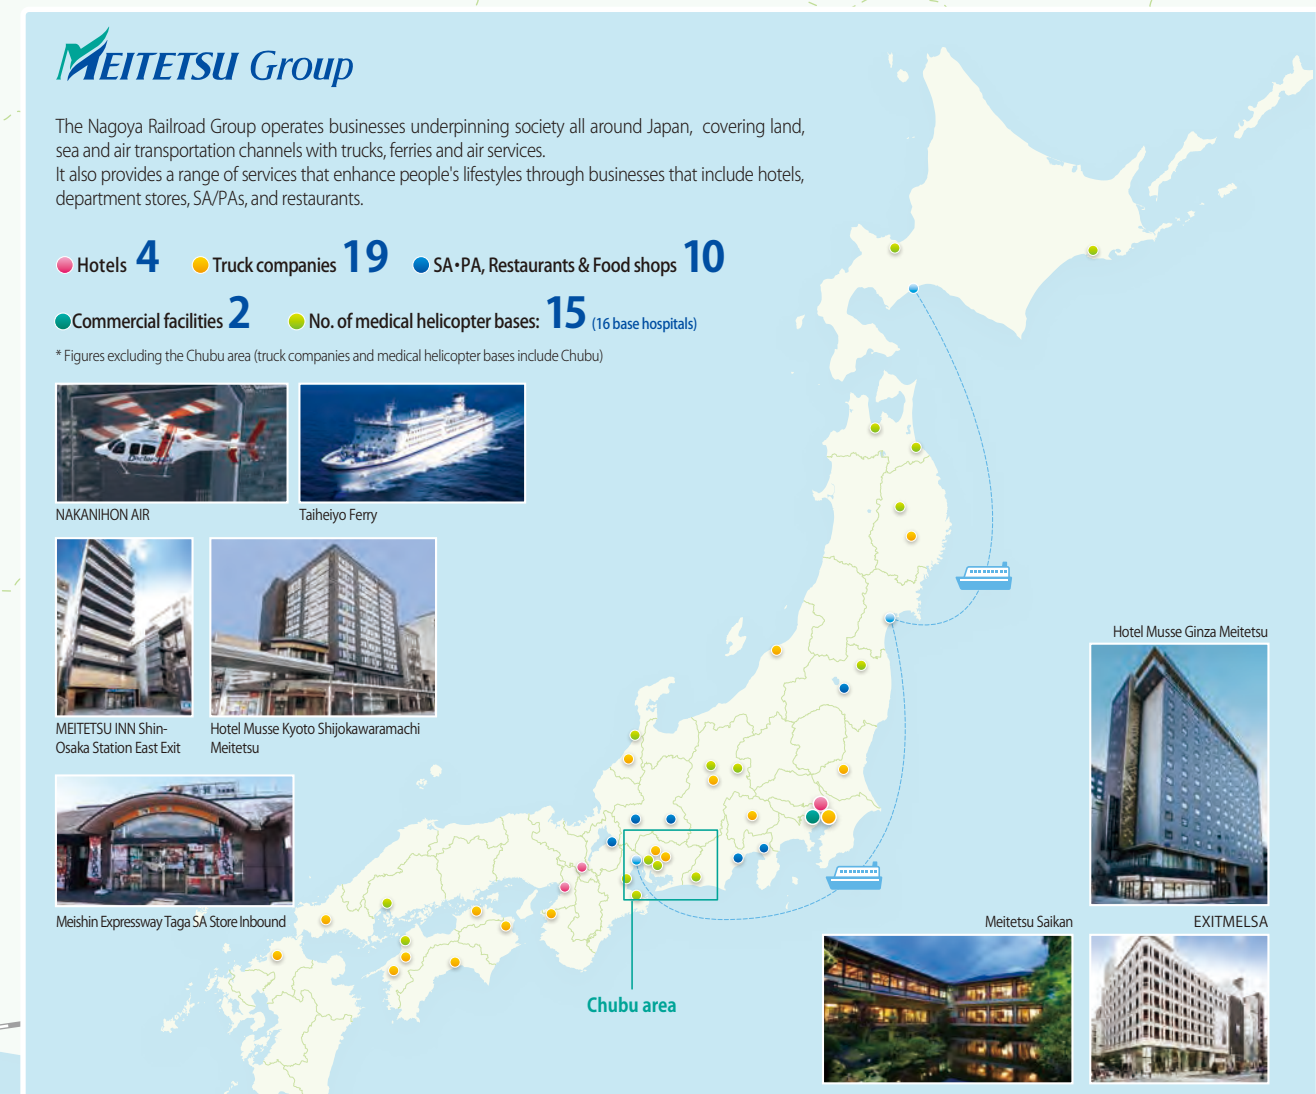 MEITETSU Group
The Nagoya Railroad Group operates businesses underpinning society all around Japan, covering land,
sea and air transportation channels with trucks, ferries and air services.
It also provides a range of services that enhance people's lifestyles through businesses that include hotels,
department stores, SA/PAs, and restaurants.
Hotels 4 Truck companies 19 SA・PA, Restaurants & Food shops 10
Commercial facilities 2 No. of medical helicopter bases: 15 (16 base hospitals)
* Figures excluding the Chubu area (truck companies and medical helicopter bases include Chubu)
NAKANIHON AIR
Taiheiyo Ferry
MEITETSU INN Shin-
Osaka Station East Exit
Hotel Musse Kyoto Shijokawaramachi
Meitetsu
Meishin Expressway Taga SA Store Inbound
Chubu area
Hotel Musse Ginza Meitetsu
Meitetsu Saikan
EXITMELSA